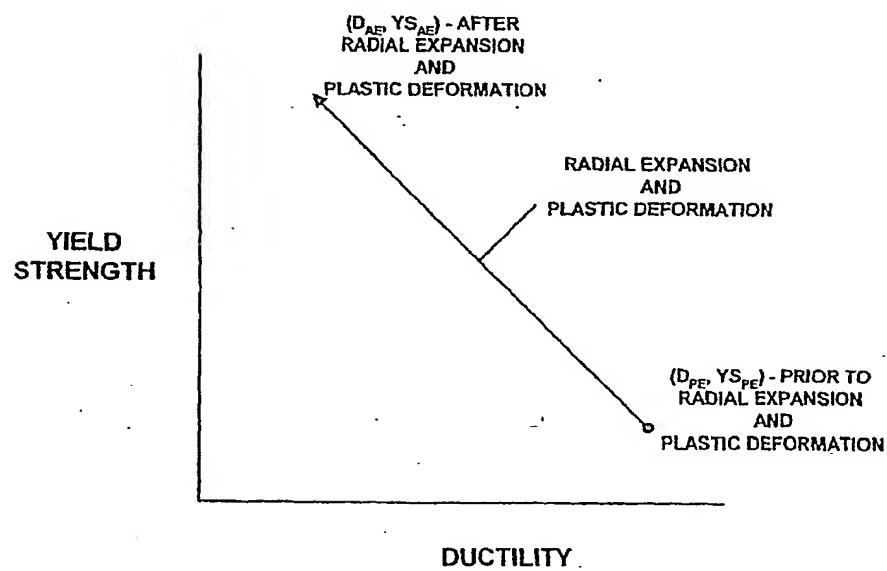 (D_AE, YS_AE) - AFTER
RADIAL EXPANSION
AND
PLASTIC DEFORMATION
RADIAL EXPANSION
AND
PLASTIC DEFORMATION
YIELD
STRENGTH
(D_PE, YS_PE) - PRIOR TO
RADIAL EXPANSION
AND
PLASTIC DEFORMATION
DUCTILITY